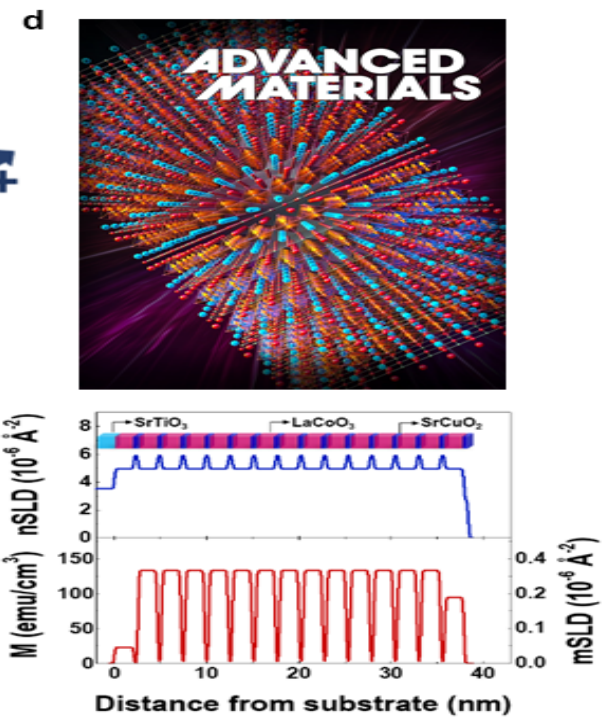 d
ADVANCED
MATERIALS
+
SrTiO₃
LaCoO₃
SrCuO₂
nSLD (10⁻⁶ Å⁻²)
8
6
4
2
0
M (emu/cm³)
150
100
50
0
0.4
0.2
0.1
0.0
mSLD (10⁻⁶ Å⁻²)
0 10 20 30 40
Distance from substrate (nm)